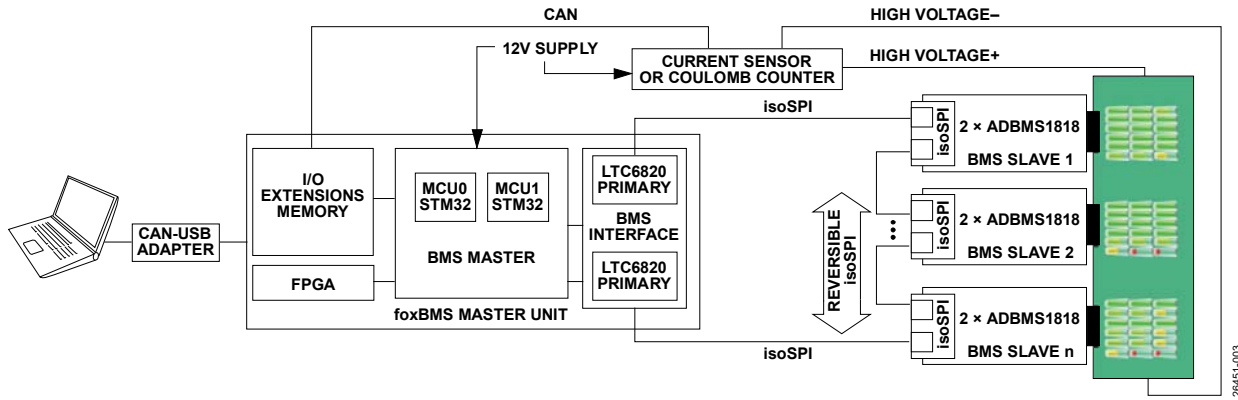 CAN
HIGH VOLTAGE–
12V SUPPLY
CURRENT SENSOR
OR COULOMB COUNTER
HIGH VOLTAGE+
isoSPI
I/O
EXTENSIONS
MEMORY
MCU0
STM32
MCU1
STM32
BMS MASTER
LTC6820
PRIMARY
BMS
INTERFACE
LTC6820
PRIMARY
FPGA
foxBMS MASTER UNIT
CAN-USB
ADAPTER
isoSPI
REVERSIBLE
isoSPI
isoSPI
2 × ADBMS1818
BMS SLAVE 1
isoSPI
2 × ADBMS1818
BMS SLAVE 2
isoSPI
2 × ADBMS1818
BMS SLAVE n
26451-003